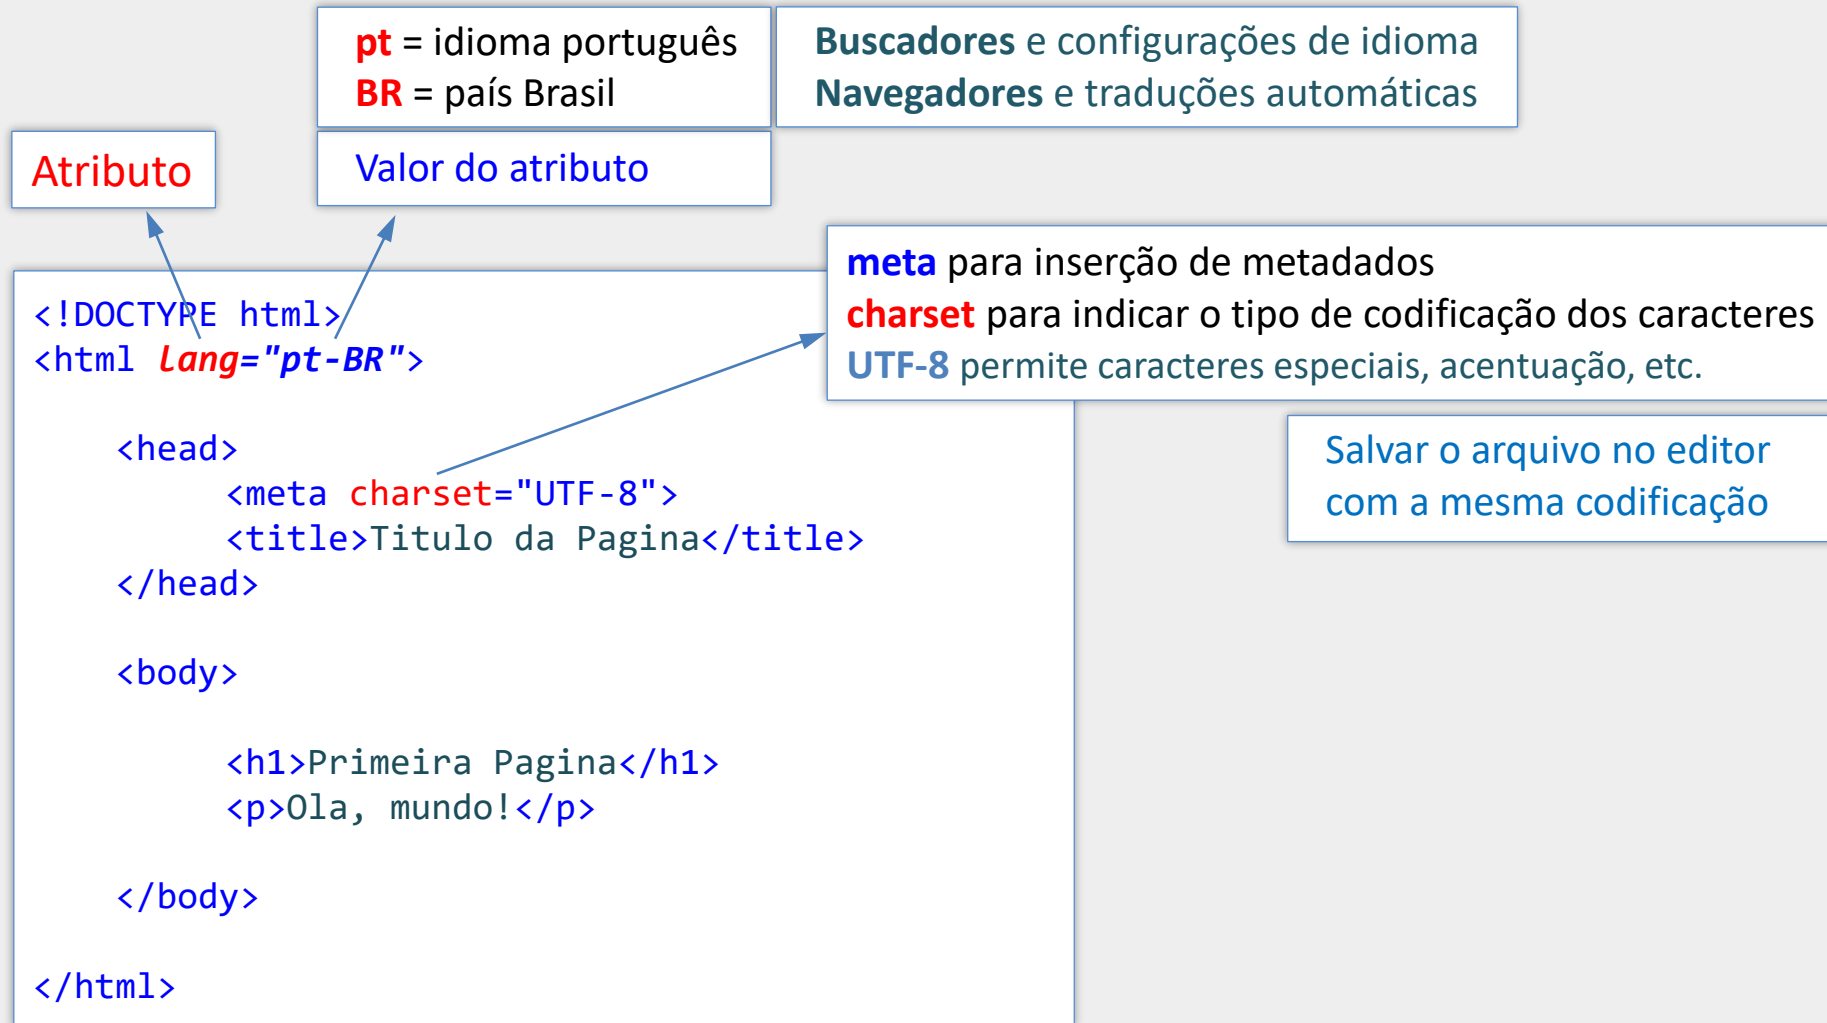 pt = idioma português
BR = país Brasil
Buscadores e configurações de idioma
Navegadores e traduções automáticas
Atributo
Valor do atributo
meta para inserção de metadados
charset para indicar o tipo de codificação dos caracteres
UTF-8 permite caracteres especiais, acentuação, etc.
Salvar o arquivo no editor
com a mesma codificação
<!DOCTYPE html>
<html lang="pt-BR">
<head>
<meta charset="UTF-8">
<title>Titulo da Pagina</title>
</head>
<body>
<h1>Primeira Pagina</h1>
<p>Ola, mundo!</p>
</body>
</html>